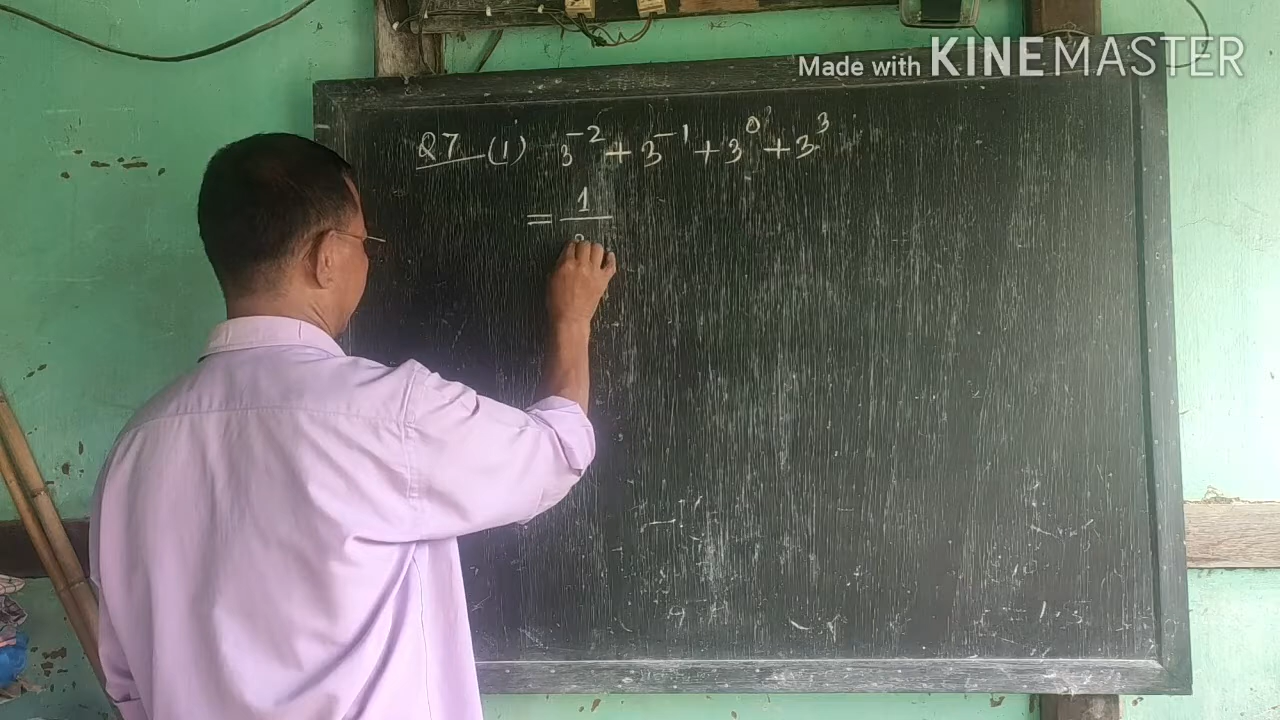 Made with KINEMASTER
Q7 (1) 3⁻² + 3⁻¹ + 3⁰ + 3³
= 1/